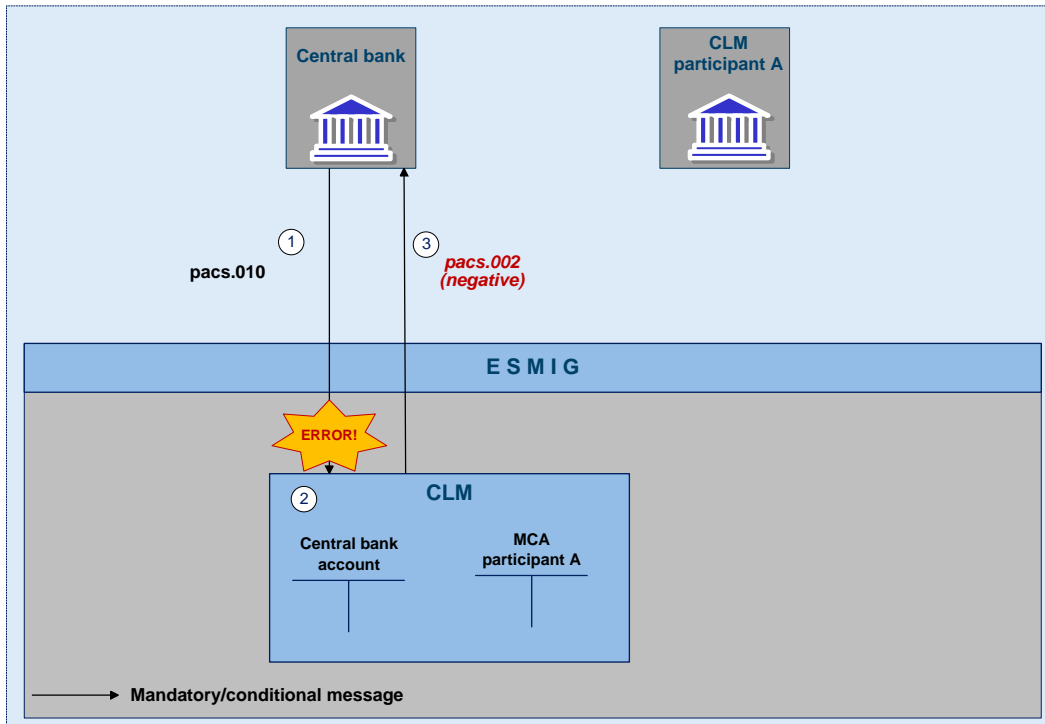 Central bank
CLM
participant A
1
3
pacs.010
pacs.002
(negative)
E S M I G
ERROR!
2
CLM
Central bank
account
MCA
participant A
Mandatory/conditional message